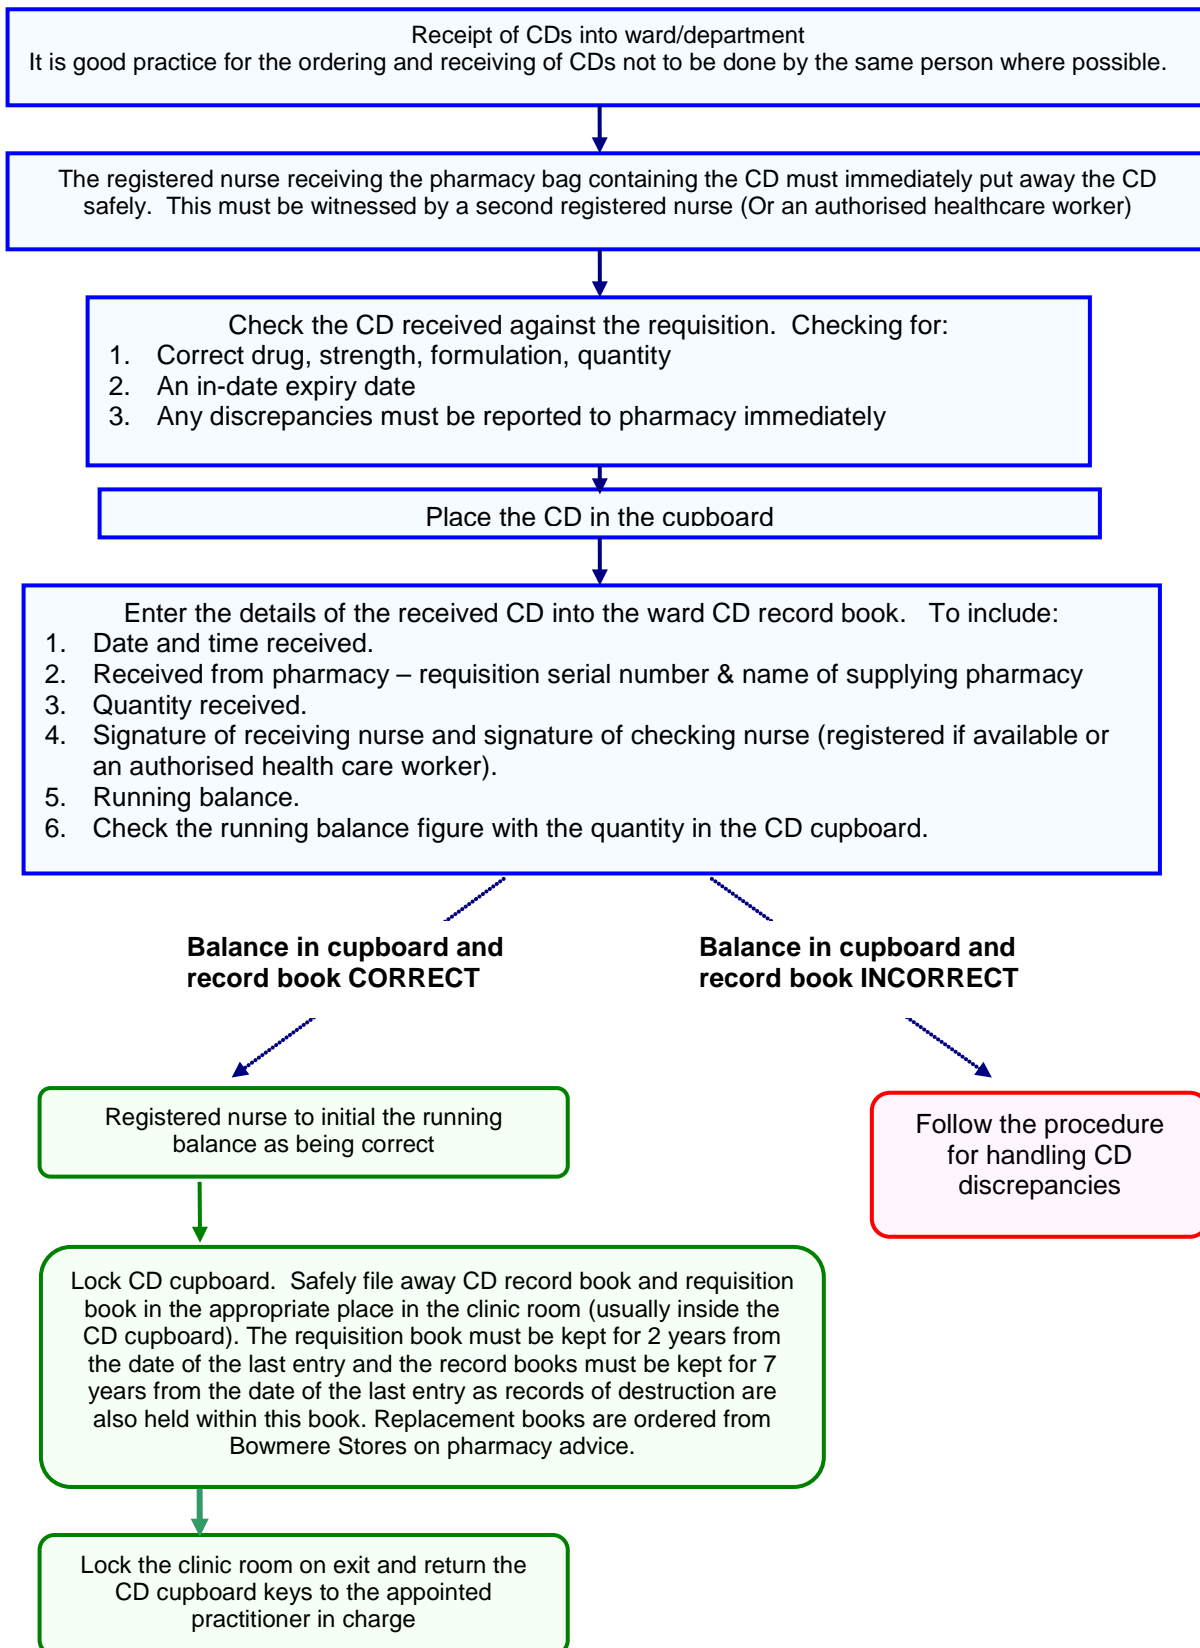 Receipt of CDs into ward/department
It is good practice for the ordering and receiving of CDs not to be done by the same person where possible.
The registered nurse receiving the pharmacy bag containing the CD must immediately put away the CD
safely.  This must be witnessed by a second registered nurse (Or an authorised healthcare worker)
Check the CD received against the requisition.  Checking for:
1. Correct drug, strength, formulation, quantity
2. An in-date expiry date
3. Any discrepancies must be reported to pharmacy immediately
Place the CD in the cupboard
Enter the details of the received CD into the ward CD record book.   To include:
1. Date and time received.
2. Received from pharmacy – requisition serial number & name of supplying pharmacy
3. Quantity received.
4. Signature of receiving nurse and signature of checking nurse (registered if available or
an authorised health care worker).
5. Running balance.
6. Check the running balance figure with the quantity in the CD cupboard.
Balance in cupboard and
record book CORRECT
Balance in cupboard and
record book INCORRECT
Registered nurse to initial the running
balance as being correct
Follow the procedure
for handling CD
discrepancies
Lock CD cupboard.  Safely file away CD record book and requisition
book in the appropriate place in the clinic room (usually inside the
CD cupboard). The requisition book must be kept for 2 years from
the date of the last entry and the record books must be kept for 7
years from the date of the last entry as records of destruction are
also held within this book. Replacement books are ordered from
Bowmere Stores on pharmacy advice.
Lock the clinic room on exit and return the
CD cupboard keys to the appointed
practitioner in charge